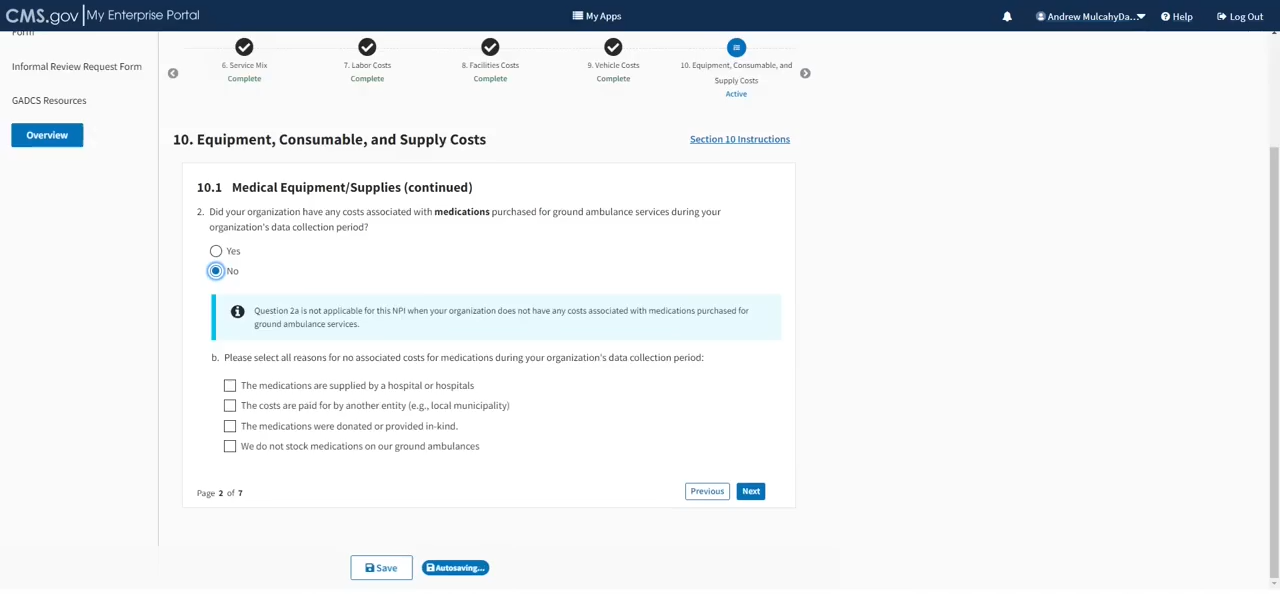 CMS.gov My Enterprise Portal
My Apps
Andrew MulcahyDa...
Help
Log Out
Form
Informal Review Request Form
GADCS Resources
Overview
6. Service Mix
Complete
7. Labor Costs
Complete
8. Facilities Costs
Complete
9. Vehicle Costs
Complete
10. Equipment, Consumable, and
Supply Costs
Active
10. Equipment, Consumable, and Supply Costs
Section 10 Instructions
10.1 Medical Equipment/Supplies (continued)
2. Did your organization have any costs associated with medications purchased for ground ambulance services during your
organization's data collection period?
Yes
No
Question 2a is not applicable for this NPI when your organization does not have any costs associated with medications purchased for
ground ambulance services.
b. Please select all reasons for no associated costs for medications during your organization's data collection period:
The medications are supplied by a hospital or hospitals
The costs are paid for by another entity (e.g., local municipality)
The medications were donated or provided in-kind.
We do not stock medications on our ground ambulances
Page 2 of 7
Previous
Next
Save
Autosaving...